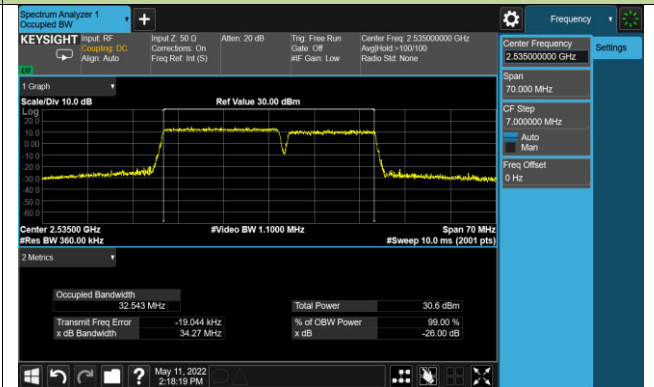 Spectrum Analyzer 1
Occupied BW
+
Frequency
KEYSIGHT
Input: RF
Coupling: DC
Align: Auto
Input Z: 50 Ω
Corrections: On
Freq Ref: Int (S)
Atten: 20 dB
Trig: Free Run
Gate: Off
#IF Gain: Low
Center Freq: 2.535000000 GHz
Avg|Hold:>100/100
Radio Std: None
Center Frequency
2.535000000 GHz
Settings
Span
70.000 MHz
CF Step
7.000000 MHz
Auto
Man
Freq Offset
0 Hz
1 Graph
Scale/Div 10.0 dB
Ref Value 30.00 dBm
Log
20.0
10.0
0.00
-10.0
-20.0
-30.0
-40.0
-50.0
-60.0
Center 2.53500 GHz
#Video BW 1.1000 MHz
Span 70 MHz
#Res BW 360.00 kHz
#Sweep 10.0 ms (2001 pts)
2 Metrics
Occupied Bandwidth
32.543 MHz
Total Power
30.6 dBm
Transmit Freq Error
-19.044 kHz
% of OBW Power
99.00 %
x dB Bandwidth
34.27 MHz
x dB
-26.00 dB
?
May 11, 2022
2:18:19 PM